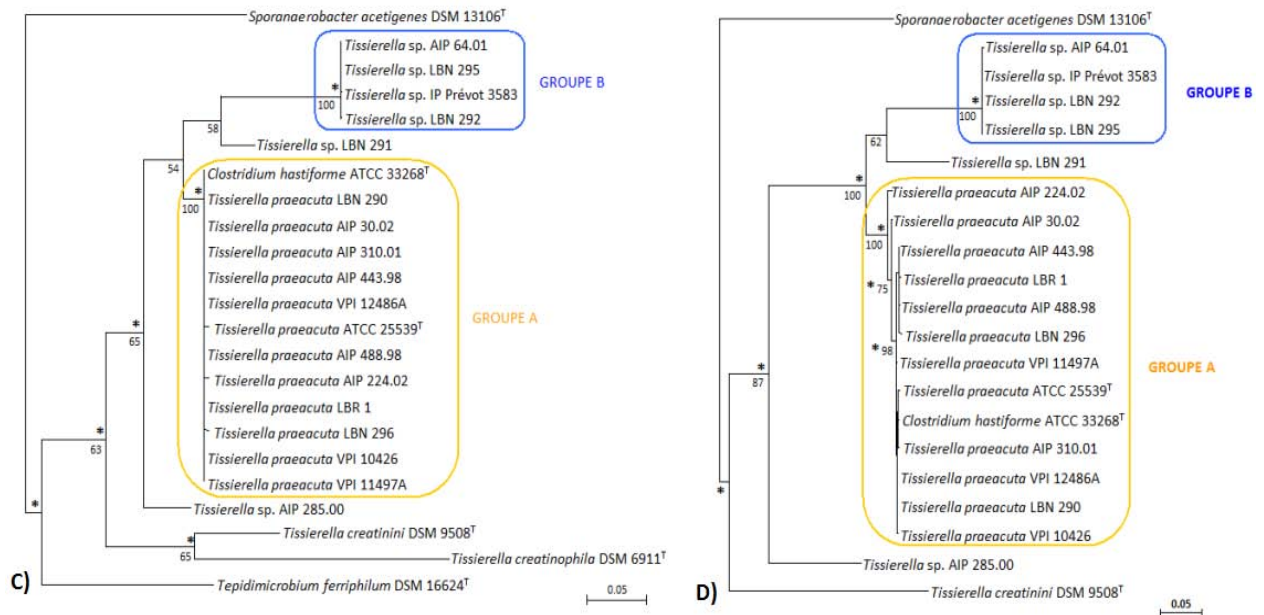 Sporanaerobacter acetigenes DSM 13106ᵀ
Tissierella sp. AIP 64.01
Tissierella sp. LBN 295
GROUPE B
*
Tissierella sp. IP Prévot 3583
100
Tissierella sp. LBN 292
58
Tissierella sp. LBN 291
54
Clostridium hastiforme ATCC 33268ᵀ
*
Tissierella praeacuta LBN 290
100
Tissierella praeacuta AIP 30.02
Tissierella praeacuta AIP 310.01
Tissierella praeacuta AIP 443.98
Tissierella praeacuta VPI 12486A
GROUPE A
Tissierella praeacuta ATCC 25539ᵀ
*
65
Tissierella praeacuta AIP 488.98
Tissierella praeacuta AIP 224.02
Tissierella praeacuta LBR 1
Tissierella praeacuta LBN 296
*
63
Tissierella praeacuta VPI 10426
Tissierella praeacuta VPI 11497A
Tissierella sp. AIP 285.00
*
Tissierella creatinini DSM 9508ᵀ
*
65
Tissierella creatinophila DSM 6911ᵀ
C)
Tepidimicrobium ferriphilum DSM 16624ᵀ
0.05
Sporanaerobacter acetigenes DSM 13106ᵀ
Tissierella sp. AIP 64.01
Tissierella sp. IP Prévot 3583
GROUPE B
*
Tissierella sp. LBN 292
100
Tissierella sp. LBN 295
62
Tissierella sp. LBN 291
*
100
Tissierella praeacuta AIP 224.02
Tissierella praeacuta AIP 30.02
*
100
Tissierella praeacuta AIP 443.98
Tissierella praeacuta LBR 1
* 75
Tissierella praeacuta AIP 488.98
Tissierella praeacuta LBN 296
* 98
Tissierella praeacuta VPI 11497A
GROUPE A
*
87
Tissierella praeacuta ATCC 25539ᵀ
Clostridium hastiforme ATCC 33268ᵀ
Tissierella praeacuta AIP 310.01
Tissierella praeacuta VPI 12486A
*
Tissierella praeacuta LBN 290
Tissierella praeacuta VPI 10426
Tissierella sp. AIP 285.00
D)
Tissierella creatinini DSM 9508ᵀ
0.05